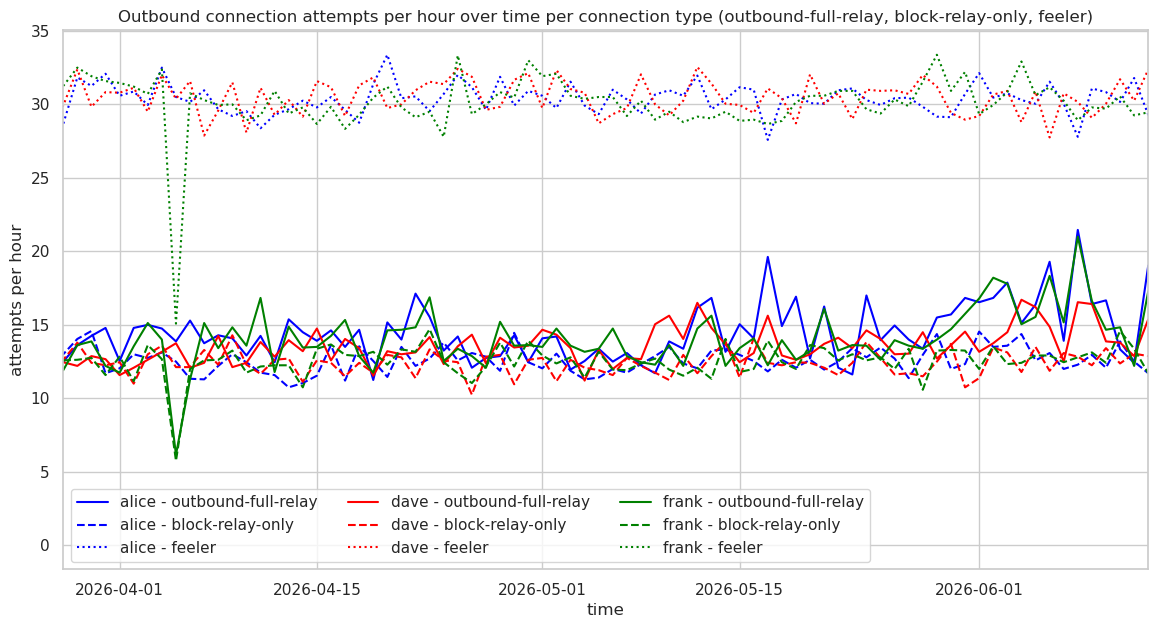 Outbound connection attempts per hour over time per connection type (outbound-full-relay, block-relay-only, feeler)
attempts per hour
35
30
25
20
15
10
5
0
alice - outbound-full-relay
alice - block-relay-only
alice - feeler
dave - outbound-full-relay
dave - block-relay-only
dave - feeler
frank - outbound-full-relay
frank - block-relay-only
frank - feeler
2026-04-01
2026-04-15
2026-05-01
2026-05-15
2026-06-01
time